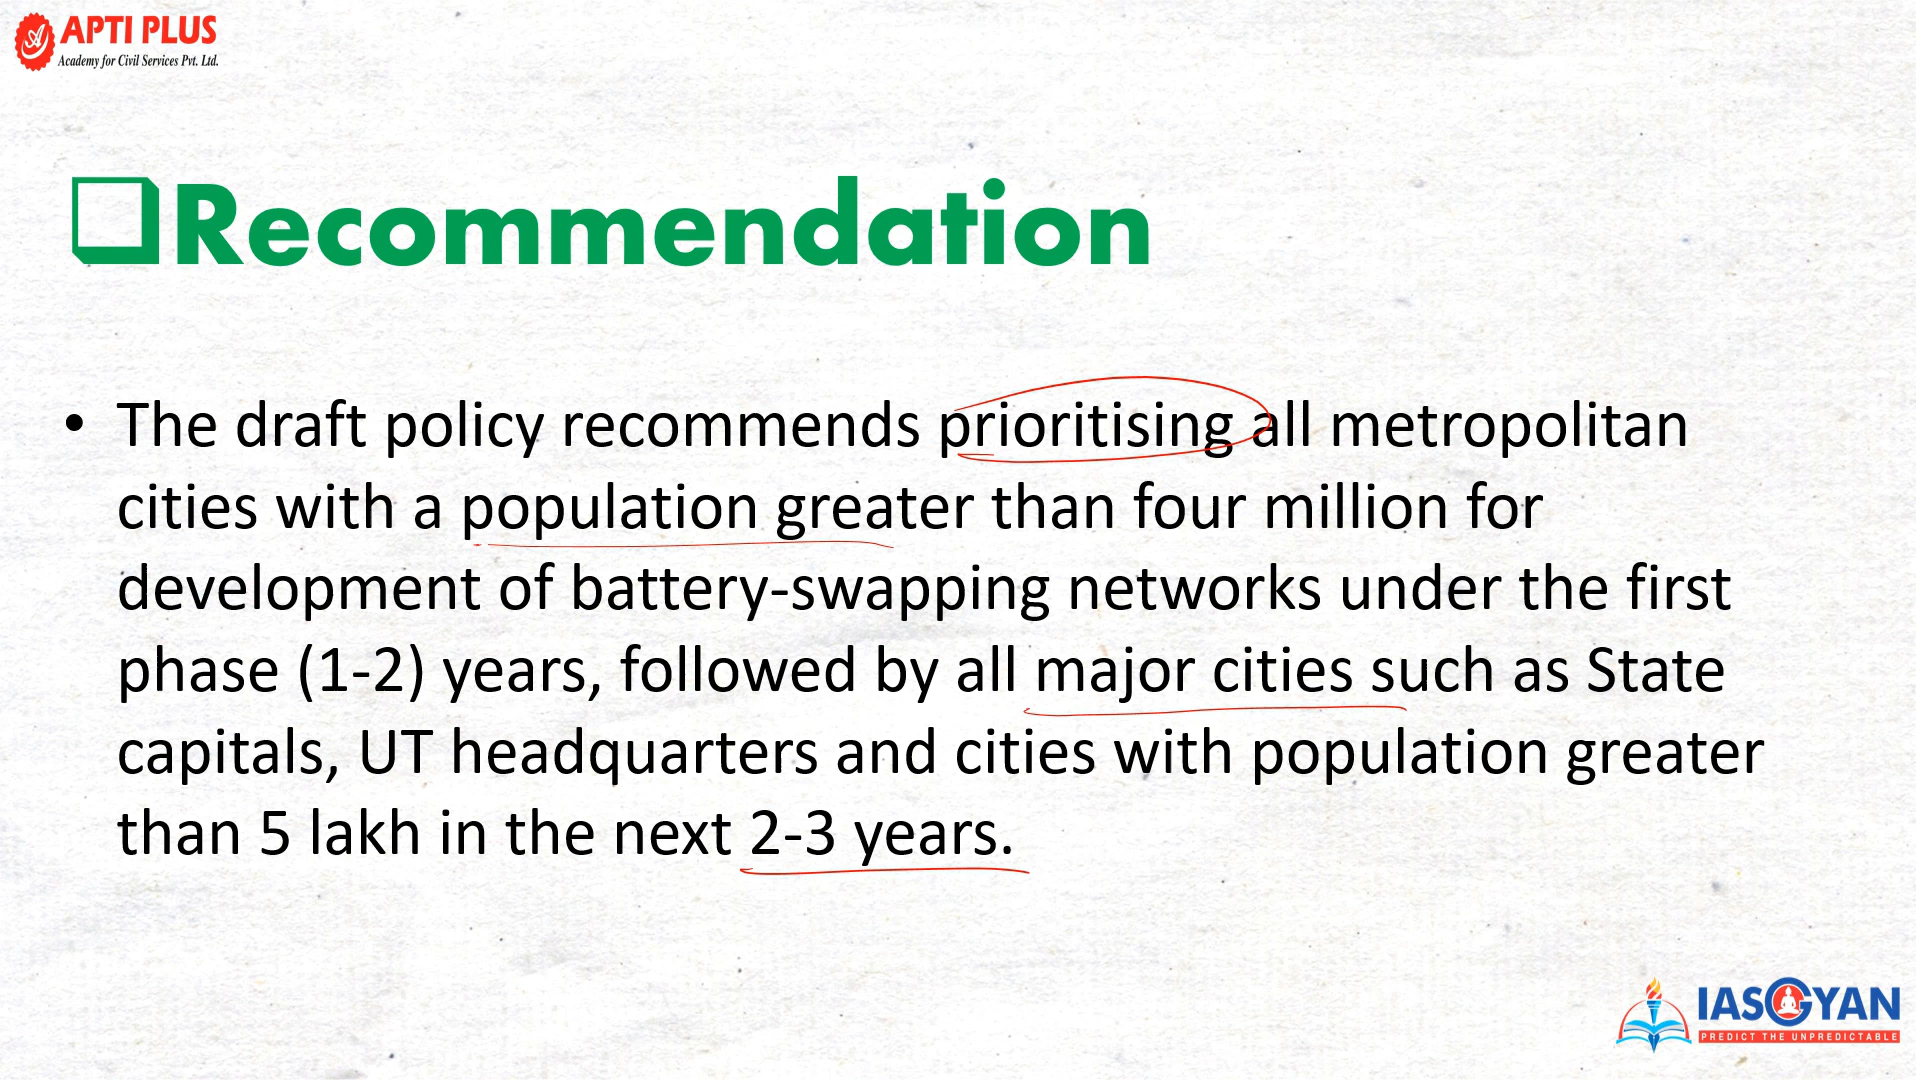 APTI PLUS
Academy for Civil Services Pvt. Ltd.
Recommendation
• The draft policy recommends prioritising all metropolitan
cities with a population greater than four million for
development of battery-swapping networks under the first
phase (1-2) years, followed by all major cities such as State
capitals, UT headquarters and cities with population greater
than 5 lakh in the next 2-3 years.
IASGYAN
PREDICT THE UNPREDICTABLE